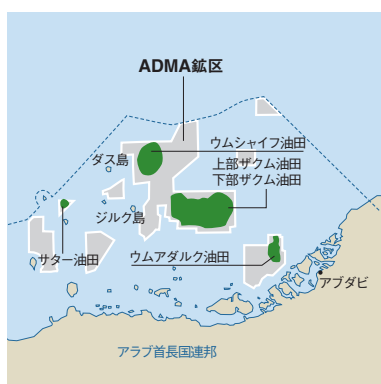 ADMA鉱区
ウムシャイフ油田
ダス島
上部ザクム油田
下部ザクム油田
ジルク島
サター油田
ウムアダルク油田
アブダビ
アラブ首長国連邦